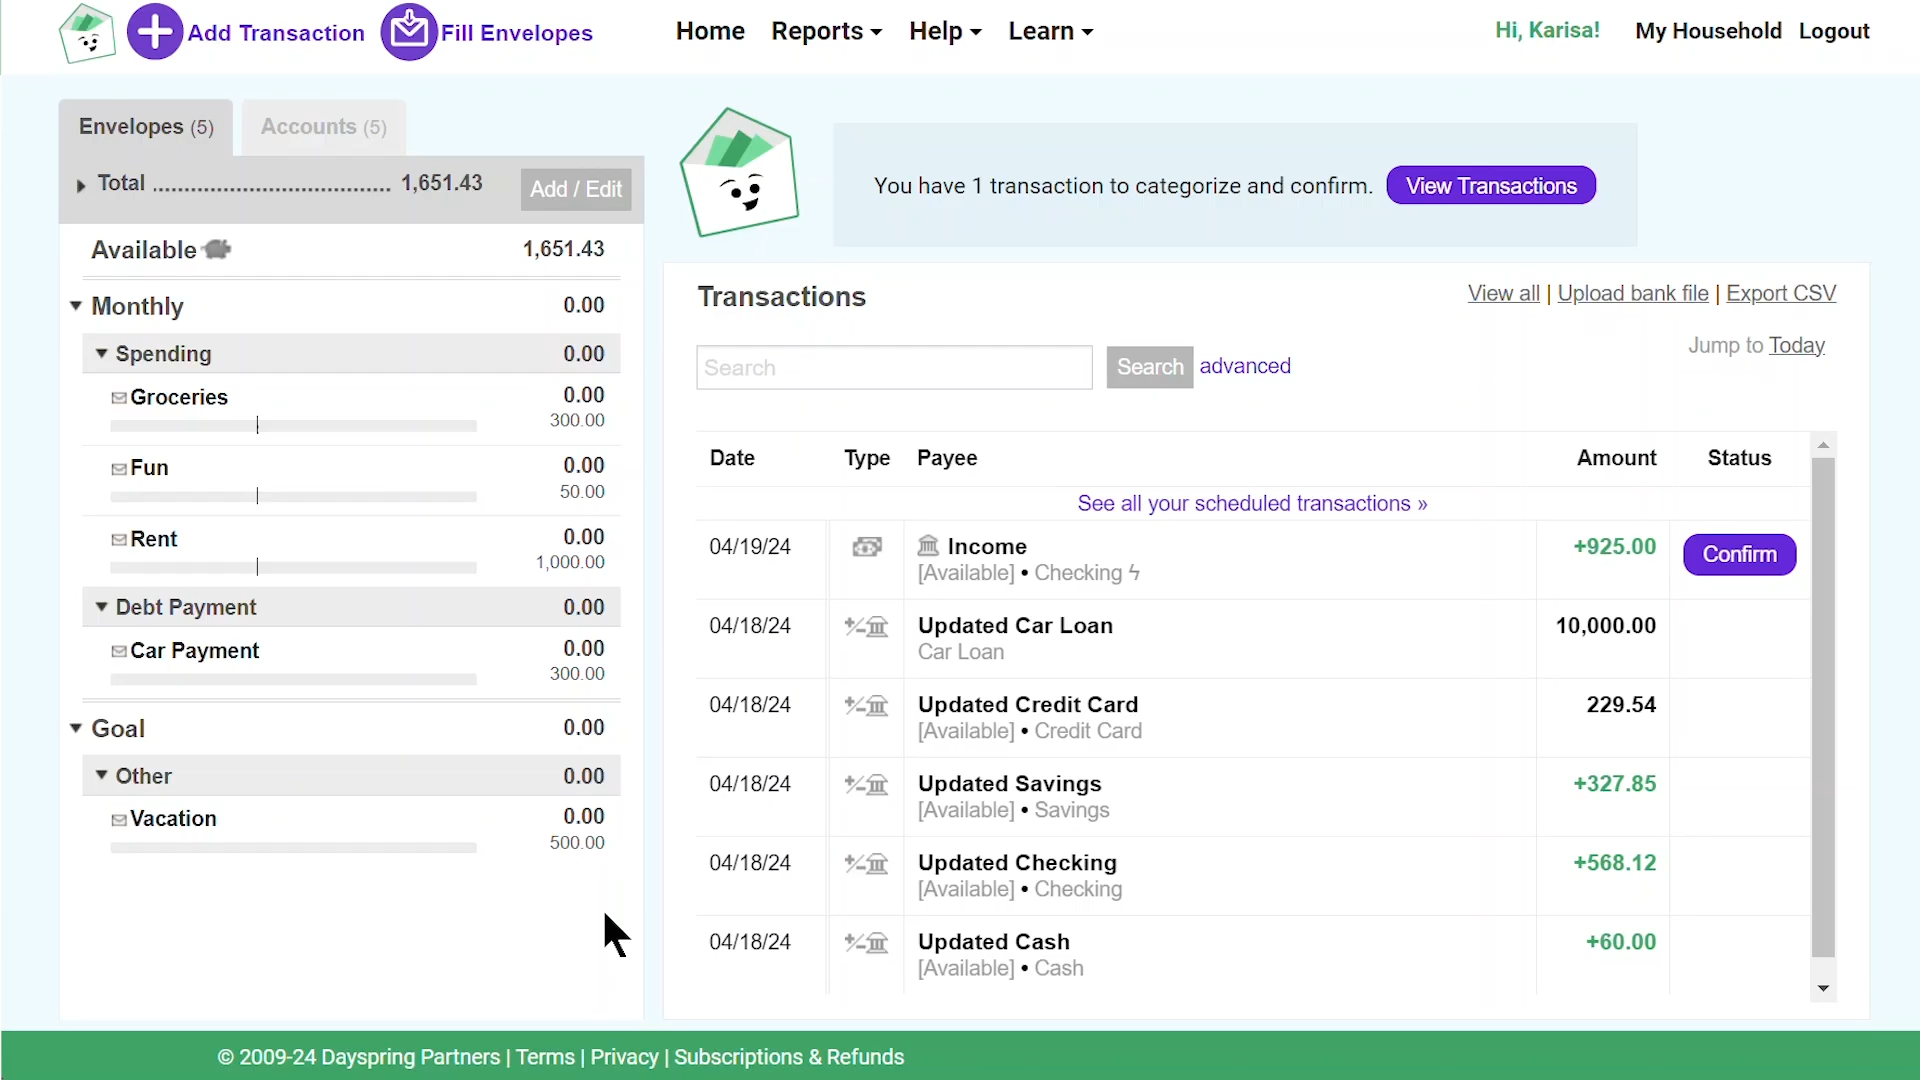 Add Transaction
Fill Envelopes
Home
Reports
Help
Learn
Hi, Karisa!
My Household
Logout
Envelopes (5)
Accounts (5)
Total ...................................... 1,651.43
Add / Edit
Available 1,651.43
Monthly 0.00
Spending 0.00
Groceries 0.00
300.00
Fun 0.00
50.00
Rent 0.00
1,000.00
Debt Payment 0.00
Car Payment 0.00
300.00
Goal 0.00
Other 0.00
Vacation 0.00
500.00
You have 1 transaction to categorize and confirm.
View Transactions
Transactions
View all | Upload bank file | Export CSV
Jump to Today
Search
Search
advanced
Date Type Payee Amount Status
See all your scheduled transactions »
04/19/24 Income +925.00 Confirm
[Available] • Checking ϟ
04/18/24 Updated Car Loan 10,000.00
Car Loan
04/18/24 Updated Credit Card 229.54
[Available] • Credit Card
04/18/24 Updated Savings +327.85
[Available] • Savings
04/18/24 Updated Checking +568.12
[Available] • Checking
04/18/24 Updated Cash +60.00
[Available] • Cash
© 2009-24 Dayspring Partners | Terms | Privacy | Subscriptions & Refunds